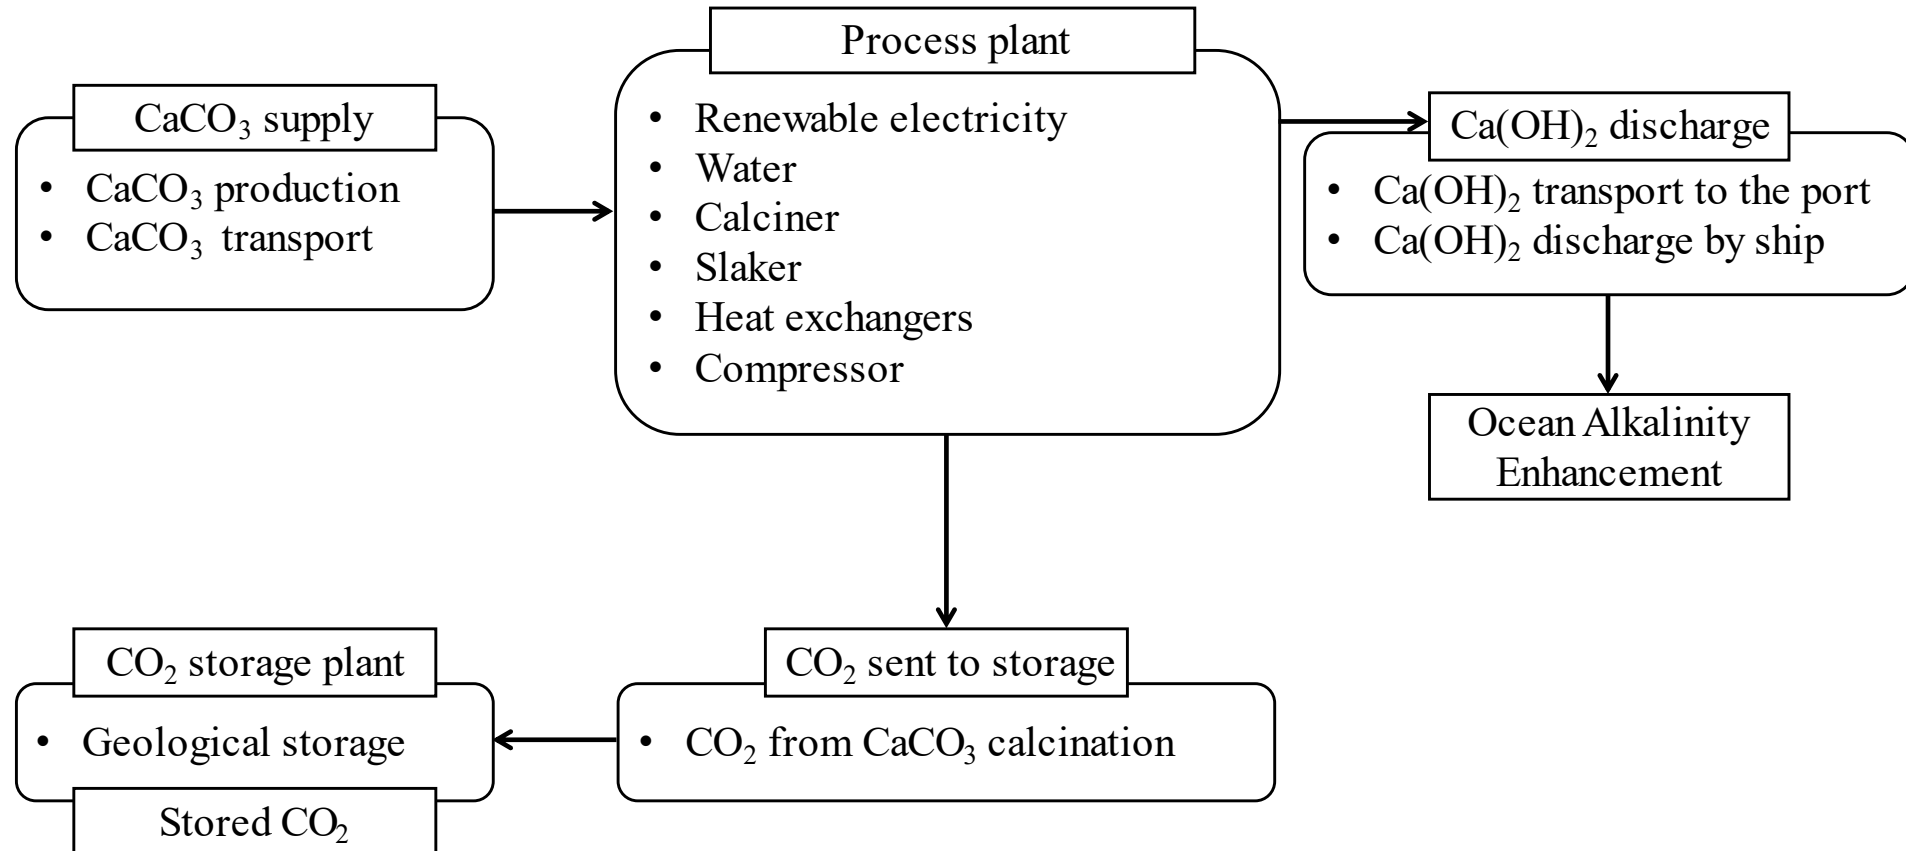 Process plant
• Renewable electricity
• Water
• Calciner
• Slaker
• Heat exchangers
• Compressor
CaCO₃ supply
• CaCO₃ production
• CaCO₃ transport
Ca(OH)₂ discharge
• Ca(OH)₂ transport to the port
• Ca(OH)₂ discharge by ship
Ocean Alkalinity
Enhancement
CO₂ storage plant
• Geological storage
Stored CO₂
CO₂ sent to storage
• CO₂ from CaCO₃ calcination